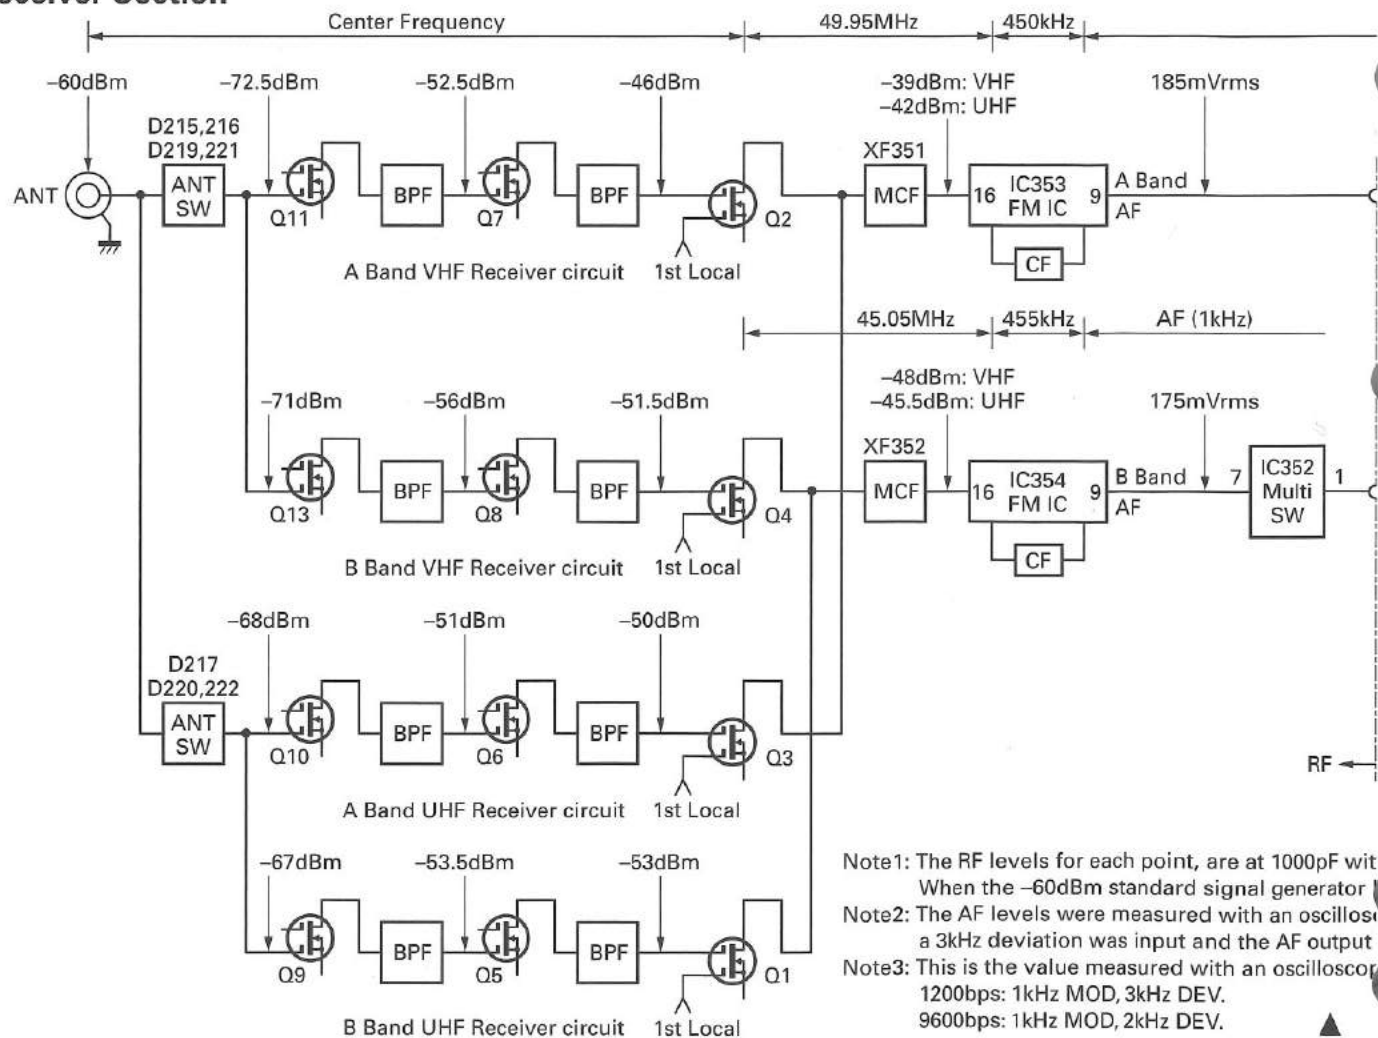 Center Frequency
49.95MHz
450kHz
–60dBm
–72.5dBm
–52.5dBm
–46dBm
–39dBm: VHF
–42dBm: UHF
185mVrms
D215,216
D219,221
XF351
ANT
ANT
SW
Q11
BPF
Q7
BPF
Q2
MCF
16
IC353
FM IC
9
A Band
AF
CF
A Band VHF Receiver circuit
1st Local
45.05MHz
455kHz
AF (1kHz)
–71dBm
–56dBm
–51.5dBm
–48dBm: VHF
–45.5dBm: UHF
175mVrms
XF352
Q13
BPF
Q8
BPF
Q4
MCF
16
IC354
FM IC
9
B Band
AF
7
IC352
Multi
SW
1
CF
B Band VHF Receiver circuit
1st Local
–68dBm
–51dBm
–50dBm
D217
D220,222
ANT
SW
Q10
BPF
Q6
BPF
Q3
RF
A Band UHF Receiver circuit
1st Local
–67dBm
–53.5dBm
–53dBm
Q9
BPF
Q5
BPF
Q1
B Band UHF Receiver circuit
1st Local
Note1: The RF levels for each point, are at 1000pF
When the –60dBm standard signal generator
Note2: The AF levels were measured with an
a 3kHz deviation was input and the AF output
Note3: This is the value measured with an
1200bps: 1kHz MOD, 3kHz DEV.
9600bps: 1kHz MOD, 2kHz DEV.